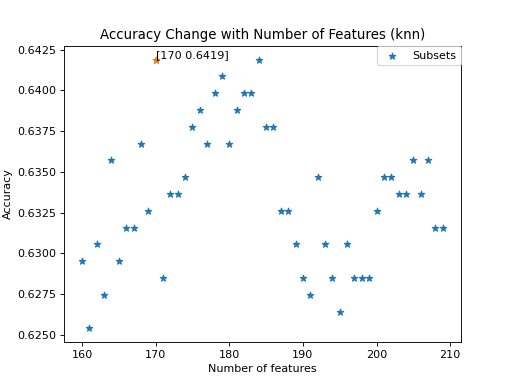 Accuracy Change with Number of Features (knn)
0.6425
[170 0.6419]
Subsets
0.6400
0.6375
0.6350
0.6325
0.6300
0.6275
0.6250
Accuracy
160 170 180 190 200 210
Number of features